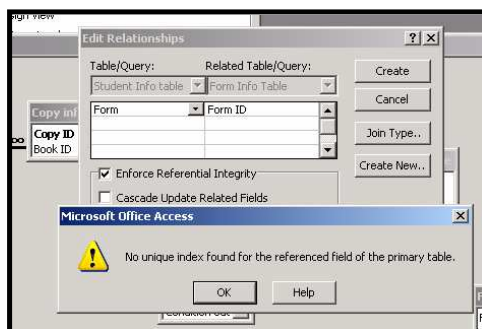 sign view
Edit Relationships
Table/Query: Related Table/Query:
Student Info table Form Info Table
Create
Cancel
Form Form ID
Join Type..
Create New..
Copy inf
Copy ID
Book ID
Enforce Referential Integrity
Cascade Update Related Fields
Microsoft Office Access
No unique index found for the referenced field of the primary table.
OK Help
Condition out